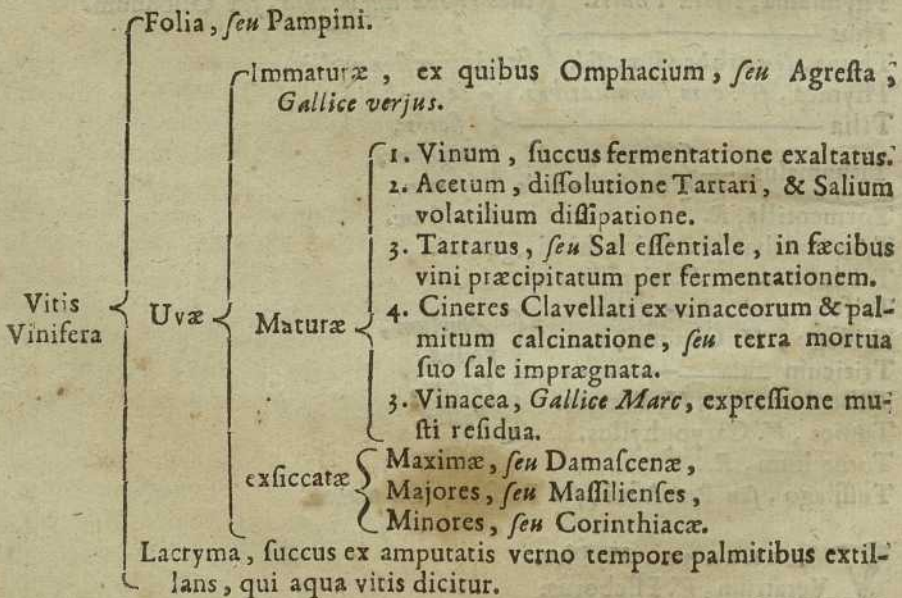 Folia, ſeu Pampini.
Immaturæ, ex quibus Omphacium, ſeu Agreſta;
Gallice verjus.
1. Vinum, ſuccus fermentatione exaltatus.
2. Acetum, diſſolutione Tartari, & Salium
volatilium diſſipatione.
3. Tartarus, ſeu Sal eſſentiale, in fæcibus
vini præcipitatum per fermentationem.
Vitis
Vinifera
Uvæ
Maturæ
4. Cineres Clavellati ex vinaceorum & pal-
mitum calcinatione, ſeu terra mortua
ſuo ſale imprægnata.
3. Vinacea, Gallice Marc, expreſſione mu-
ſti reſidua.
exſiccatæ
Maximæ, ſeu Damaſcenæ,
Majores, ſeu Maſſilienſes,
Minores, ſeu Corinthiacæ.
Lacryma, ſuccus ex amputatis verno tempore palmitibus extil-
lans, qui aqua vitis dicitur.